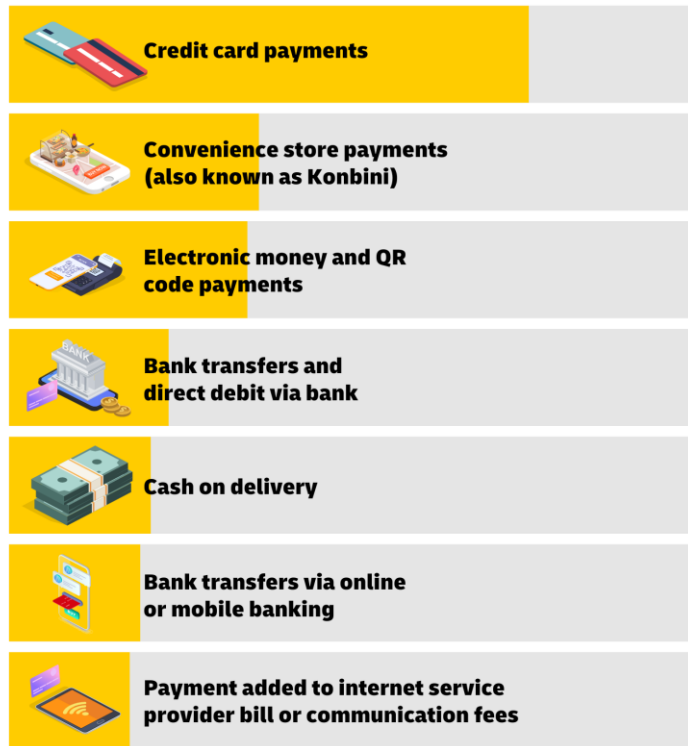 Credit card payments
Convenience store payments
(also known as Konbini)
Electronic money and QR
code payments
BANK
Bank transfers and
direct debit via bank
Cash on delivery
Bank transfers via online
or mobile banking
Payment added to internet service
provider bill or communication fees